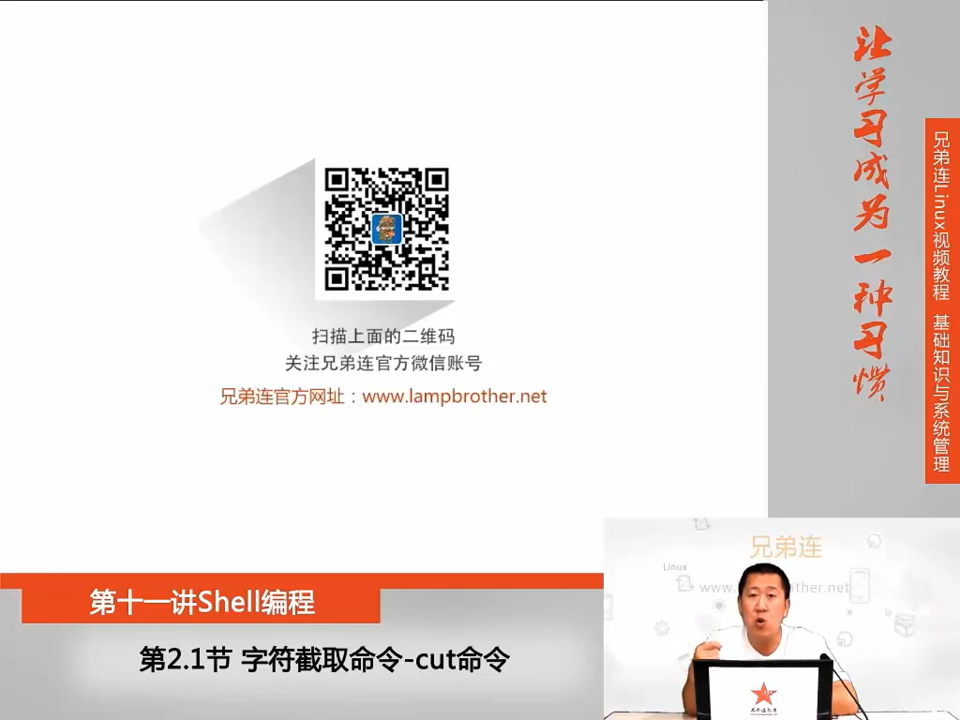 扫描上面的二维码
关注兄弟连官方微信账号
兄弟连官方网址：www.lampbrother.net
让学习成为一种习惯
兄弟连Linux视频教程 基础知识与系统管理
第十一讲Shell编程
第2.1节 字符截取命令-cut命令
兄弟连
Linux
www.lampbrother.net